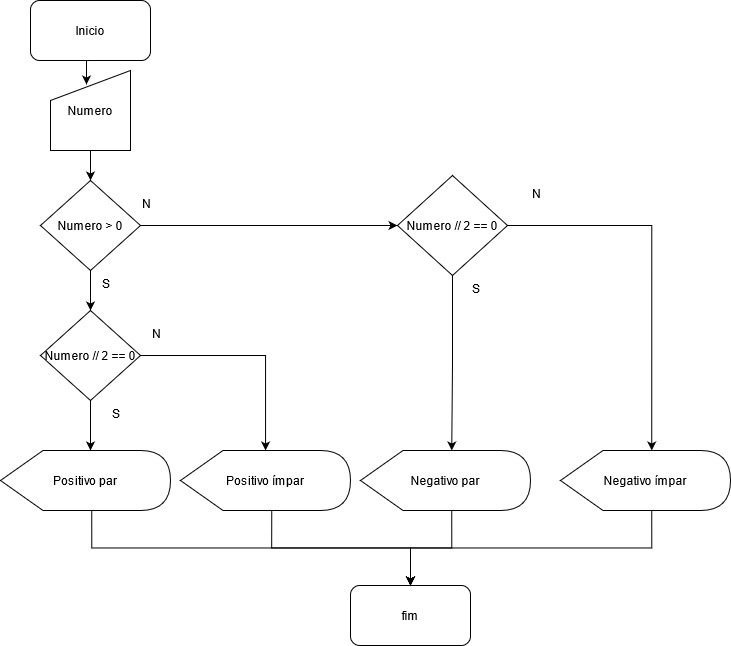 Inicio
Numero
Numero > 0
N
Numero // 2 == 0
N
S
S
Numero // 2 == 0
N
S
Positivo par
Positivo ímpar
Negativo par
Negativo ímpar
fim